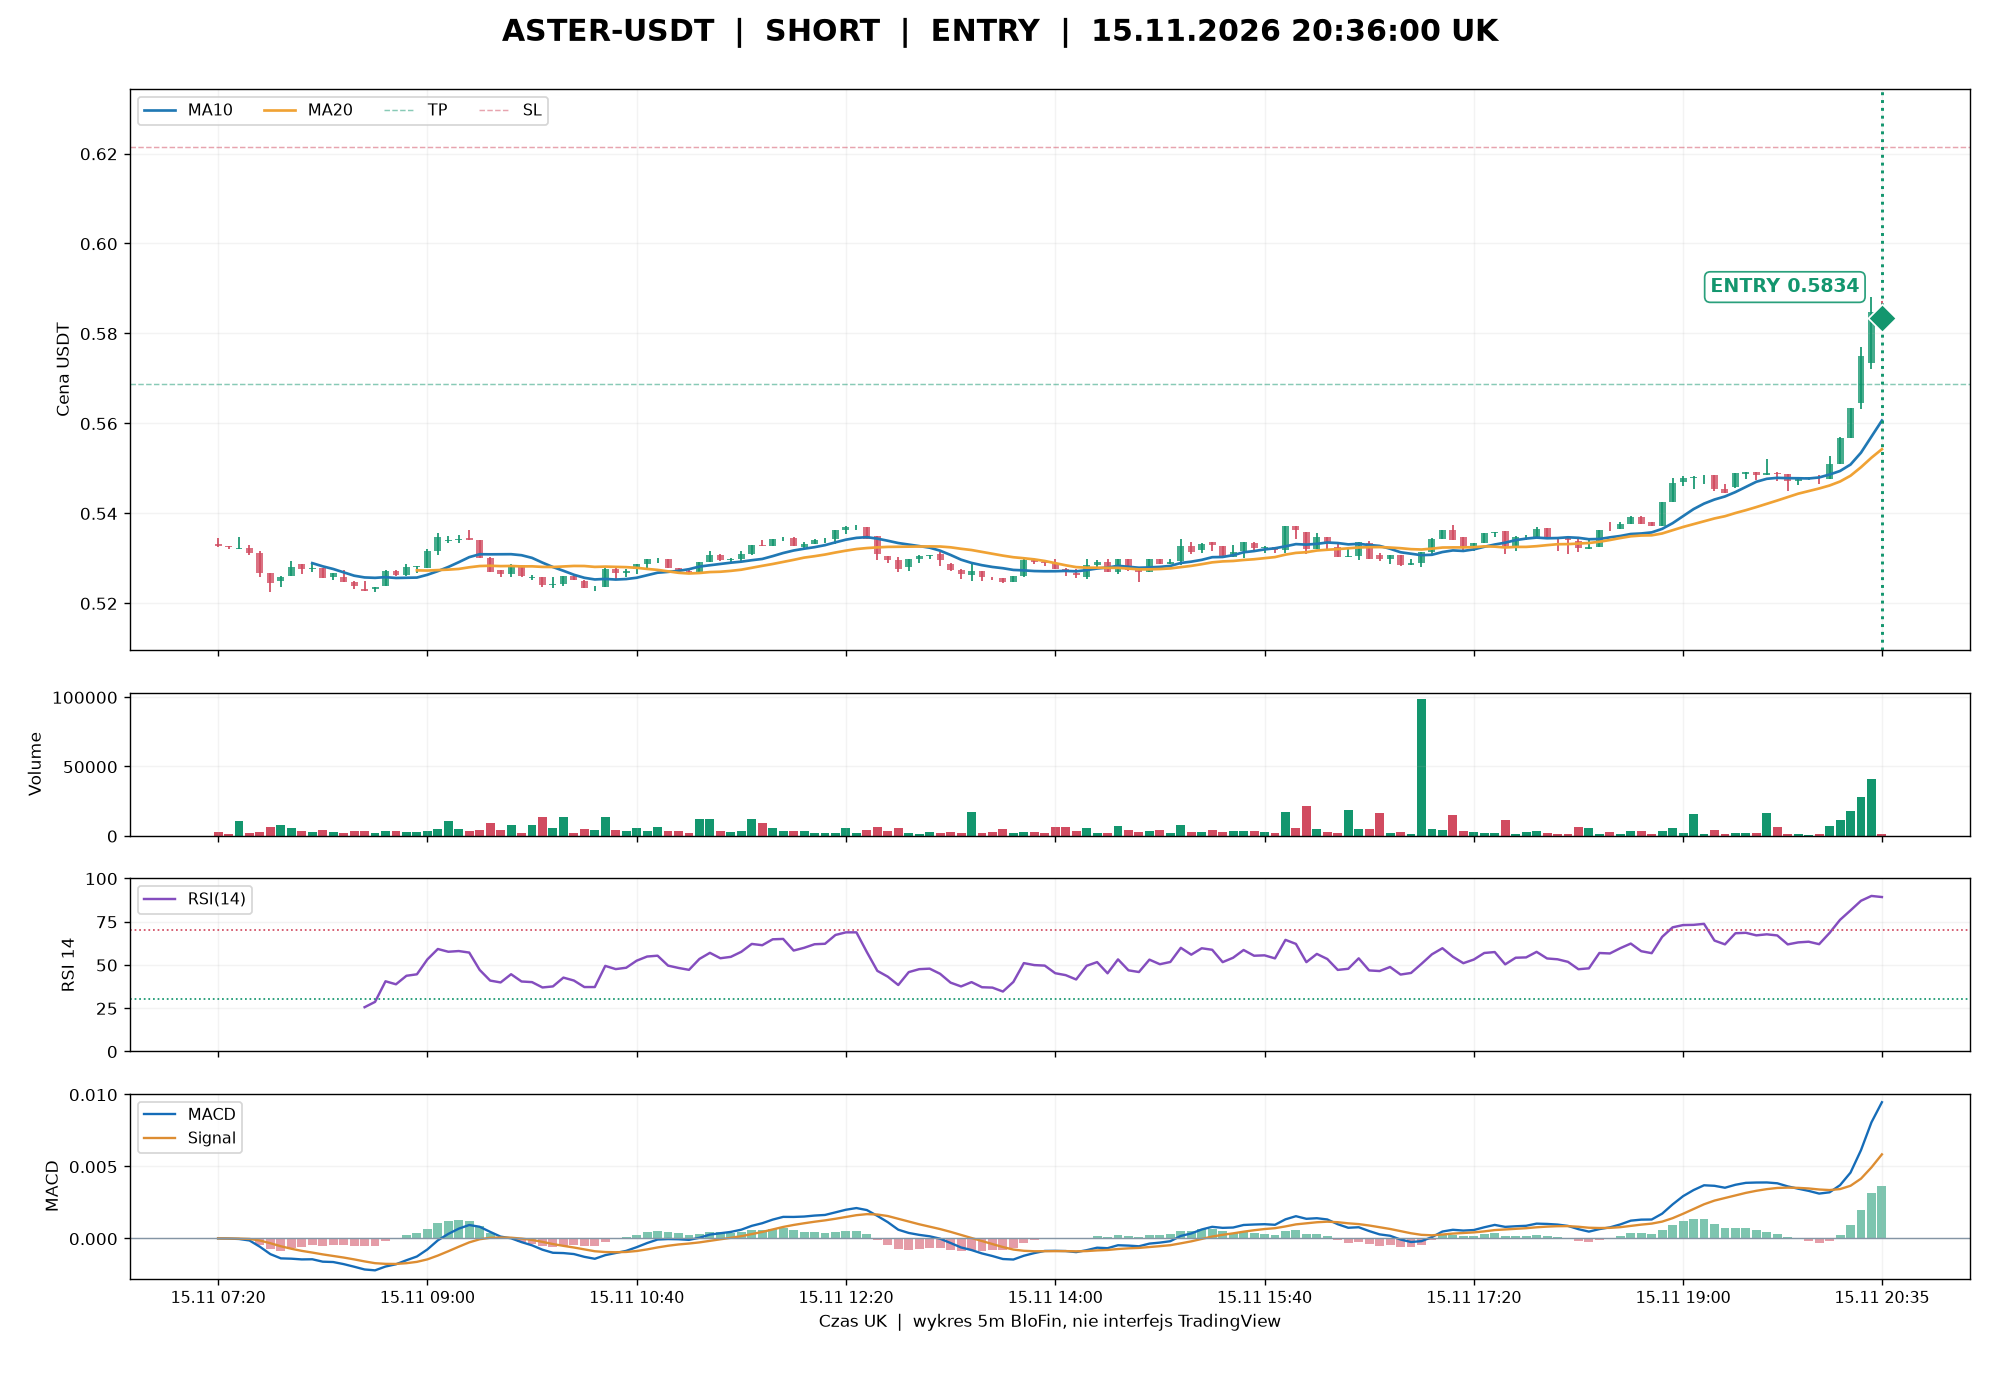 ASTER-USDT | SHORT | ENTRY | 15.11.2026 20:36:00 UK
MA10 MA20 TP SL
0.62
0.60
0.58
0.56
0.54
0.52
Cena USDT
ENTRY 0.5834
100000
50000
0
Volume
RSI(14)
100
75
50
25
0
RSI 14
MACD
Signal
0.010
0.005
0.000
MACD
15.11 07:20 15.11 09:00 15.11 10:40 15.11 12:20 15.11 14:00 15.11 15:40 15.11 17:20 15.11 19:00 15.11 20:35
Czas UK | wykres 5m BloFin, nie interfejs TradingView